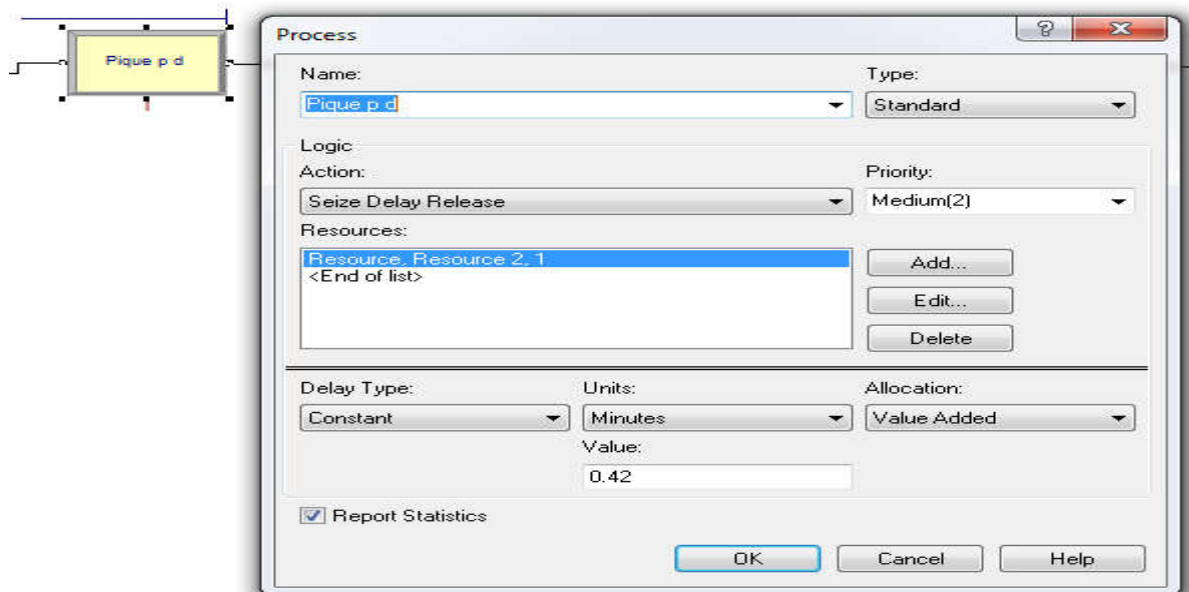 Pique p d
Process
Name:
Type:
Pique p d
Standard
Logic
Action:
Priority:
Seize Delay Release
Medium(2)
Resources:
Resource, Resource 2, 1
<End of list>
Add...
Edit...
Delete
Delay Type:
Units:
Allocation:
Constant
Minutes
Value Added
Value:
0.42
Report Statistics
OK
Cancel
Help